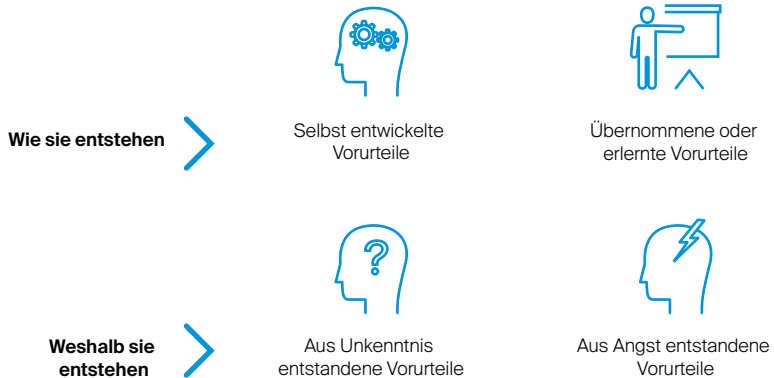 Wie sie entstehen
Selbst entwickelte
Vorurteile
Übernommene oder
erlernte Vorurteile
Weshalb sie
entstehen
Aus Unkenntnis
entstandene Vorurteile
Aus Angst entstandene
Vorurteile